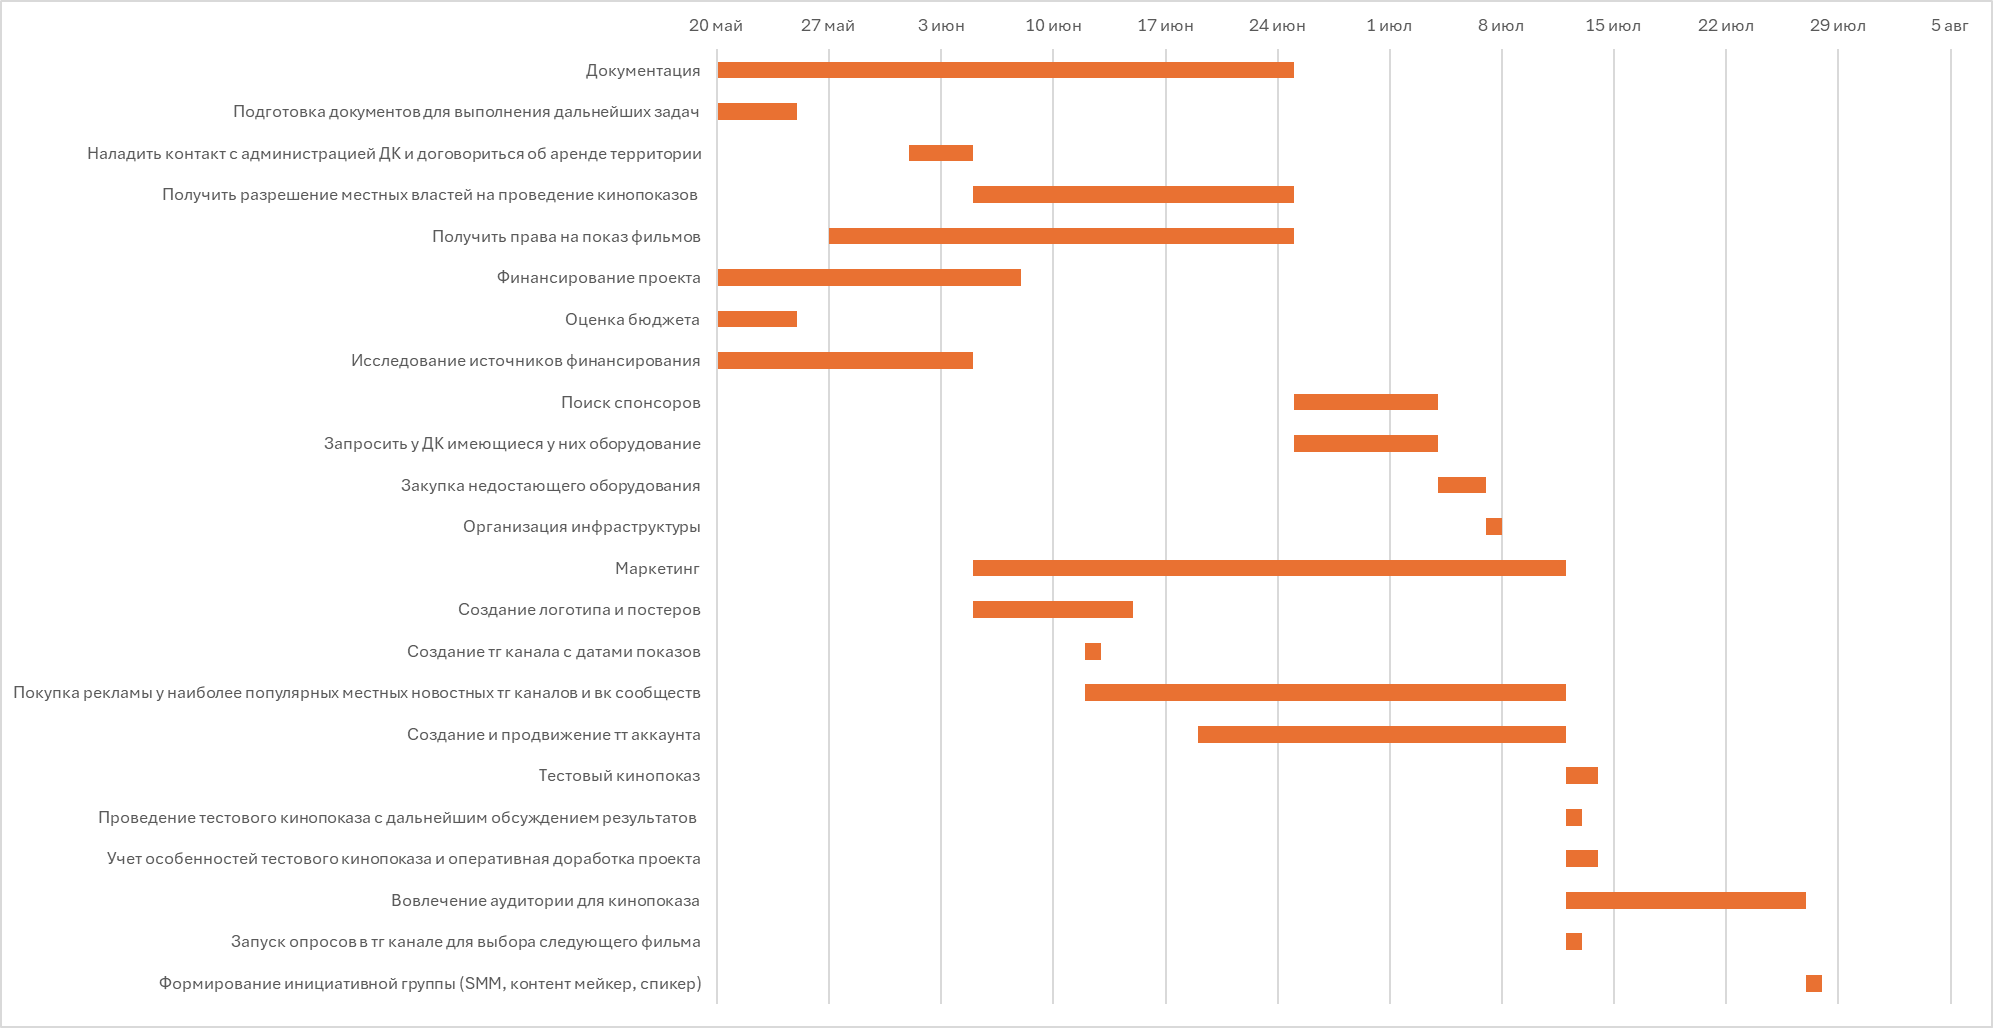 20 май 27 май 3 июн 10 июн 17 июн 24 июн 1 июл 8 июл 15 июл 22 июл 29 июл 5 авг
Документация
Подготовка документов для выполнения дальнейших задач
Наладить контакт с администрацией ДК и договориться об аренде территории
Получить разрешение местных властей на проведение кинопоказов
Получить права на показ фильмов
Финансирование проекта
Оценка бюджета
Исследование источников финансирования
Поиск спонсоров
Запросить у ДК имеющиеся у них оборудование
Закупка недостающего оборудования
Организация инфраструктуры
Маркетинг
Создание логотипа и постеров
Создание тг канала с датами показов
Покупка рекламы у наиболее популярных местных новостных тг каналов и вк сообществ
Создание и продвижение тт аккаунта
Тестовый кинопоказ
Проведение тестового кинопоказа с дальнейшим обсуждением результатов
Учет особенностей тестового кинопоказа и оперативная доработка проекта
Вовлечение аудитории для кинопоказа
Запуск опросов в тг канале для выбора следующего фильма
Формирование инициативной группы (SMM, контент мейкер, спикер)